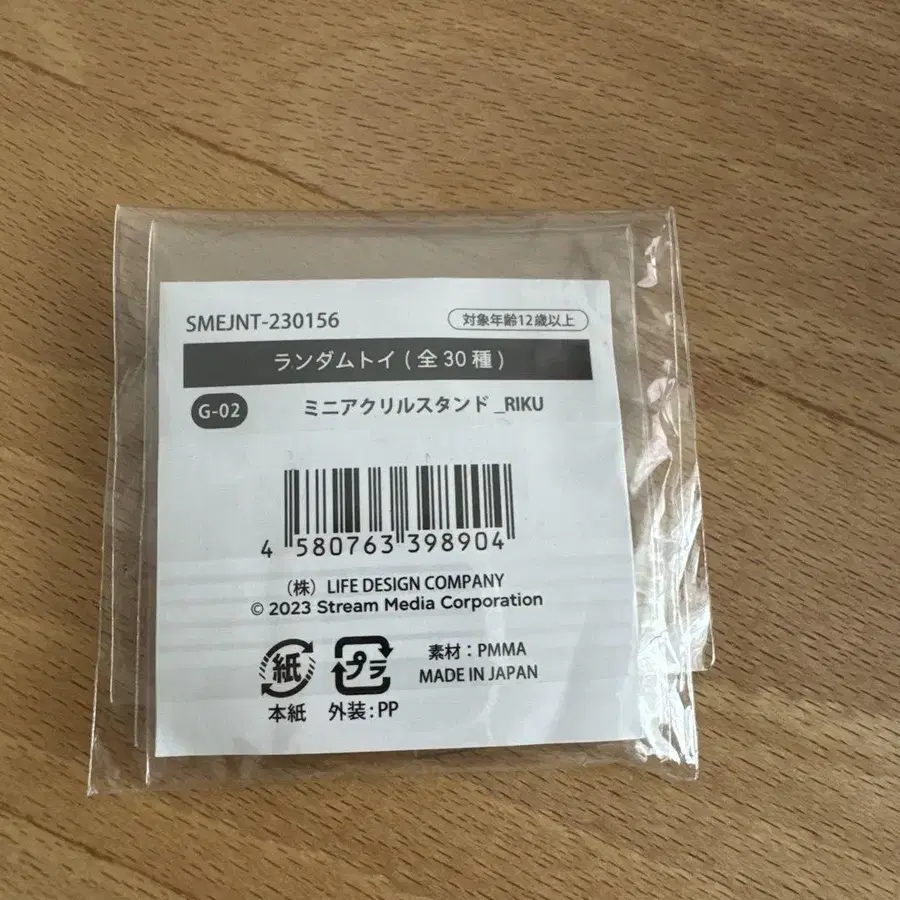 SMEJNT-230156
対象年齢12歳以上
ランダムトイ(全30種)
G-02 ミニアクリルスタンド_RIKU
4 580763 398904
（株）LIFE DESIGN COMPANY
© 2023 Stream Media Corporation
紙
プラ
素材：PMMA
MADE IN JAPAN
本紙 外装:PP